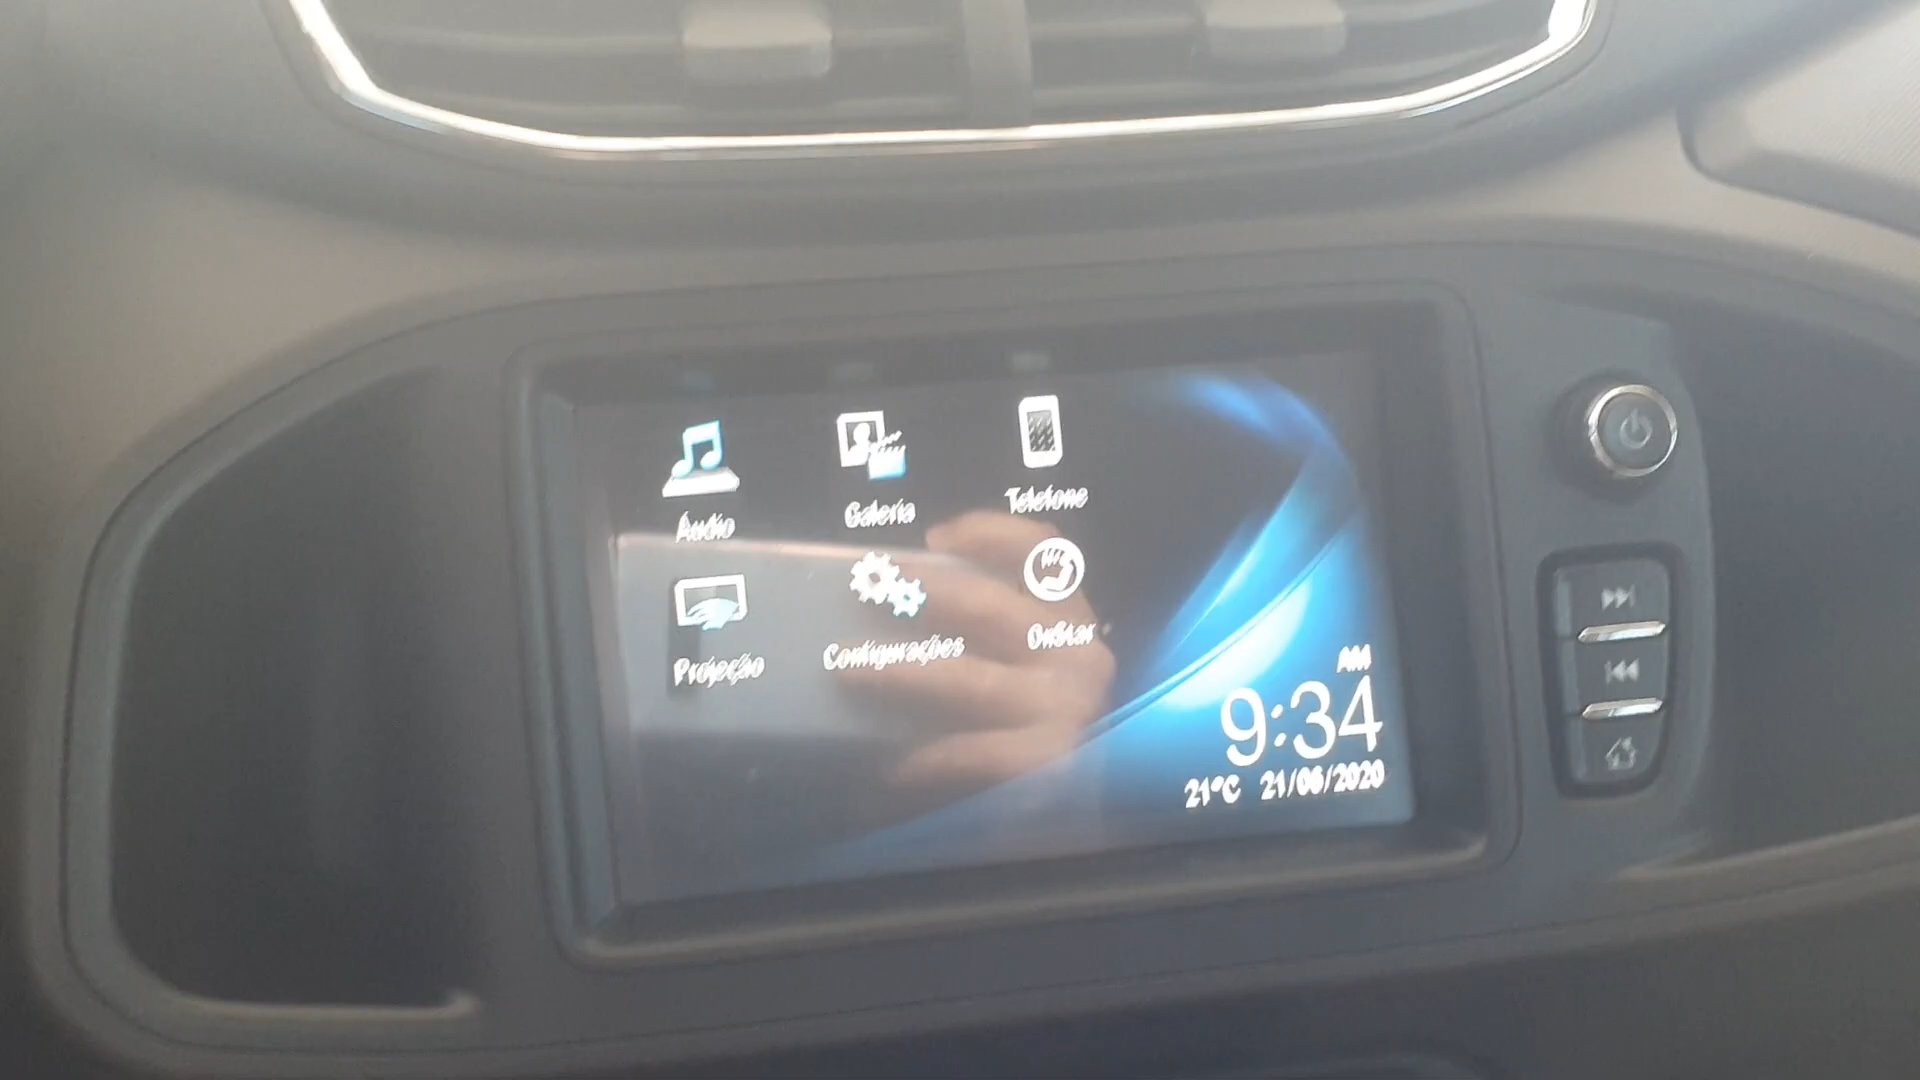 Áudio
Galeria
Telefone
Projeção
Configurações
OnStar
AM
9:34
21°C 21/06/2020